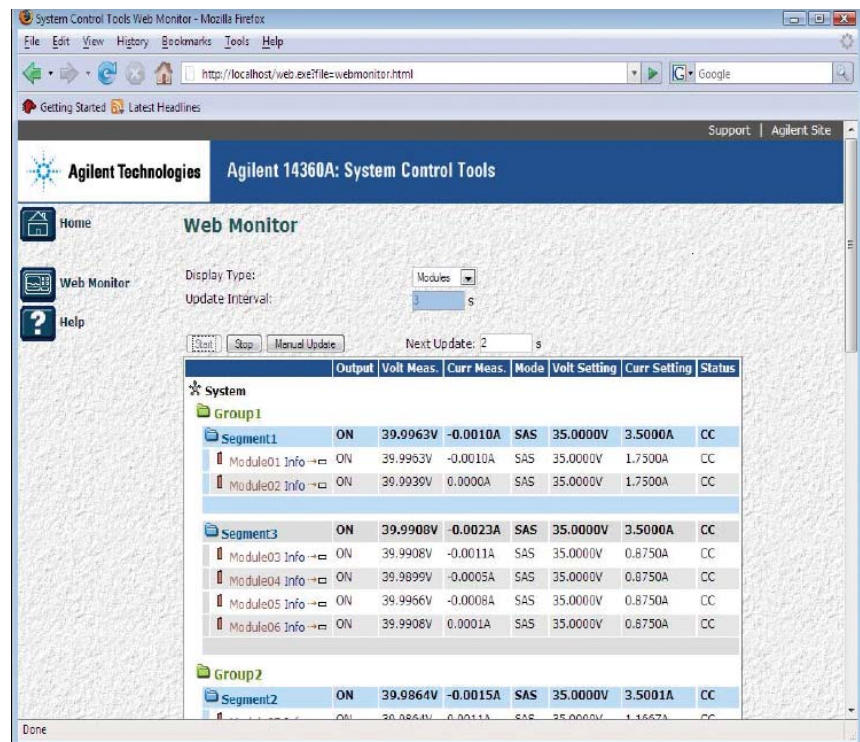 System Control Tools Web Monitor - Mozilla Firefox
File Edit View History Bookmarks Tools Help
http://localhost/web.exe?file=webmonitor.html
G Google
Getting Started Latest Headlines
Support | Agilent Site
Agilent Technologies Agilent 14360A: System Control Tools
Home
Web Monitor
Web Monitor
Help
Display Type: Modules
Update Interval: 3 s
Start Stop Manual Update Next Update: 2 s
Output Volt Meas. Curr Meas. Mode Volt Setting Curr Setting Status
System
Group1
Segment1 ON 39.9963V -0.0010A SAS 35.0000V 3.5000A CC
Module01 Info ON 39.9963V -0.0010A SAS 35.0000V 1.7500A CC
Module02 Info ON 39.9939V 0.0000A SAS 35.0000V 1.7500A CC
Segment3 ON 39.9908V -0.0023A SAS 35.0000V 3.5000A CC
Module03 Info ON 39.9908V -0.0011A SAS 35.0000V 0.8750A CC
Module04 Info ON 39.9899V -0.0005A SAS 35.0000V 0.8750A CC
Module05 Info ON 39.9966V -0.0008A SAS 35.0000V 0.8750A CC
Module06 Info ON 39.9908V 0.0001A SAS 35.0000V 0.8750A CC
Group2
Segment2 ON 39.9864V -0.0015A SAS 35.0000V 3.5001A CC
Done